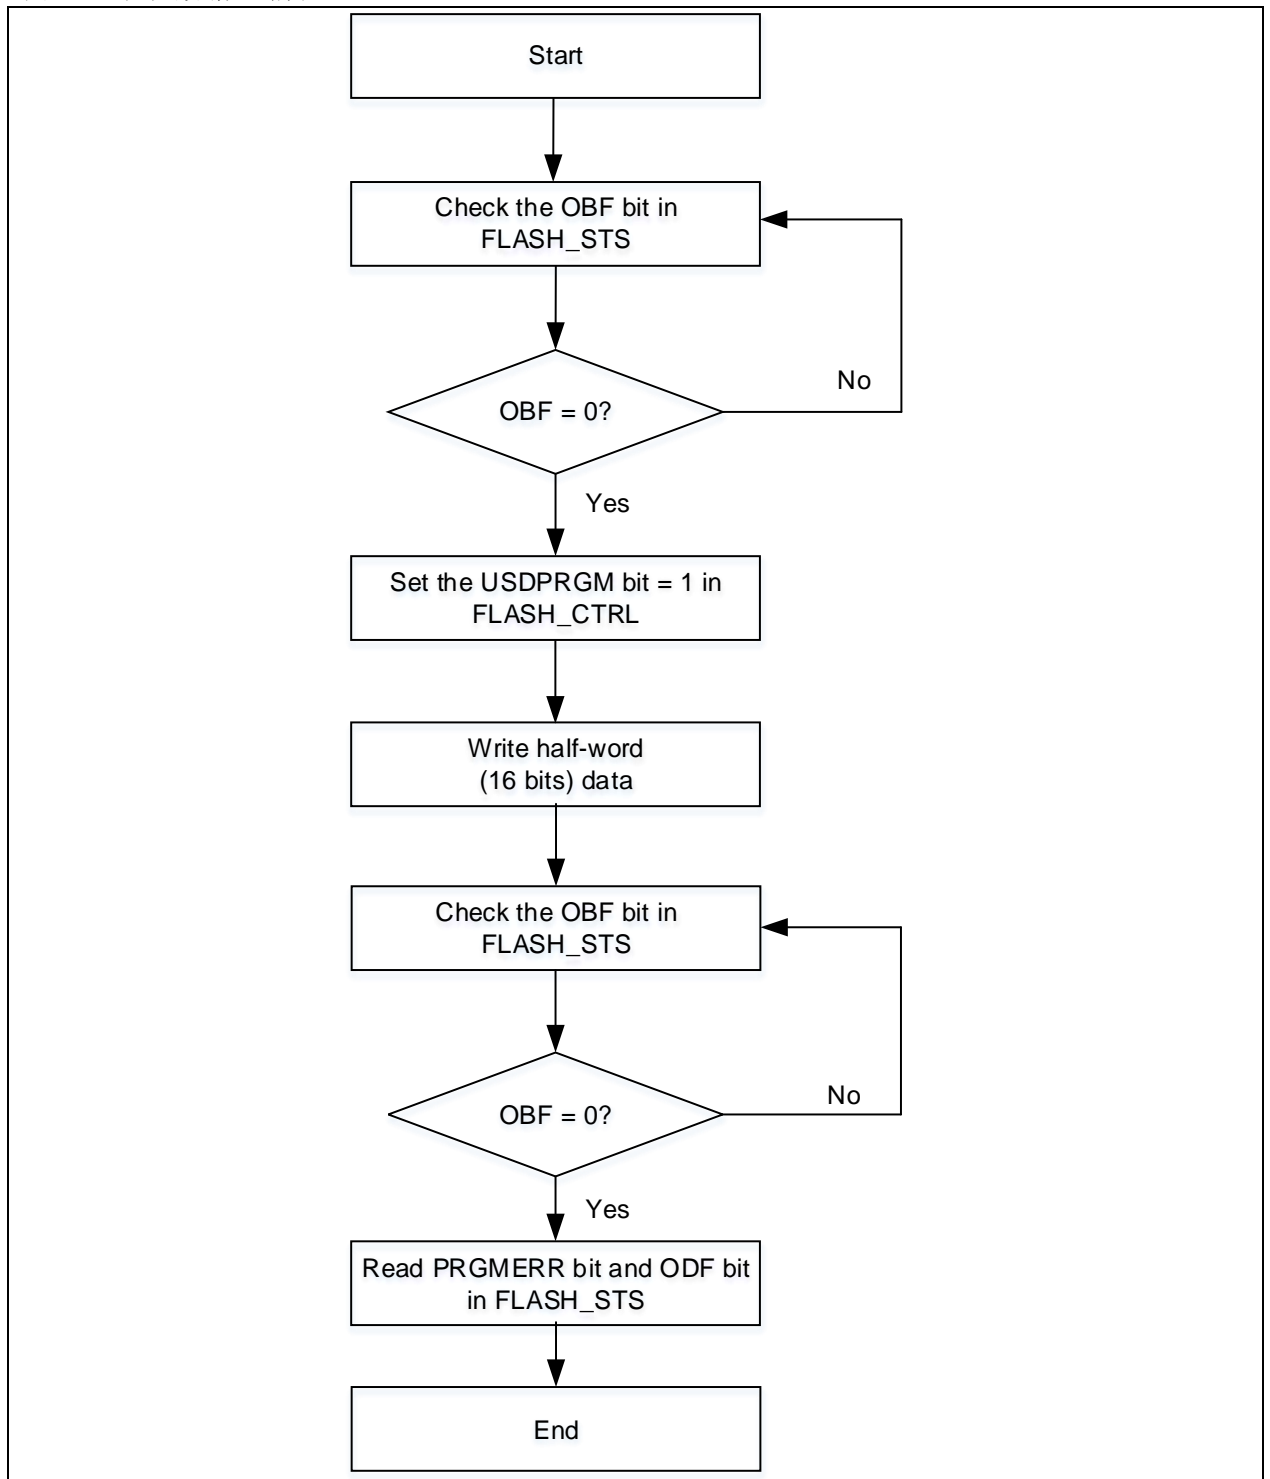 Start
Check the OBF bit in
FLASH_STS
OBF = 0?
No
Yes
Set the USDPRGM bit = 1 in
FLASH_CTRL
Write half-word
(16 bits) data
Check the OBF bit in
FLASH_STS
OBF = 0?
No
Yes
Read PRGMERR bit and ODF bit
in FLASH_STS
End